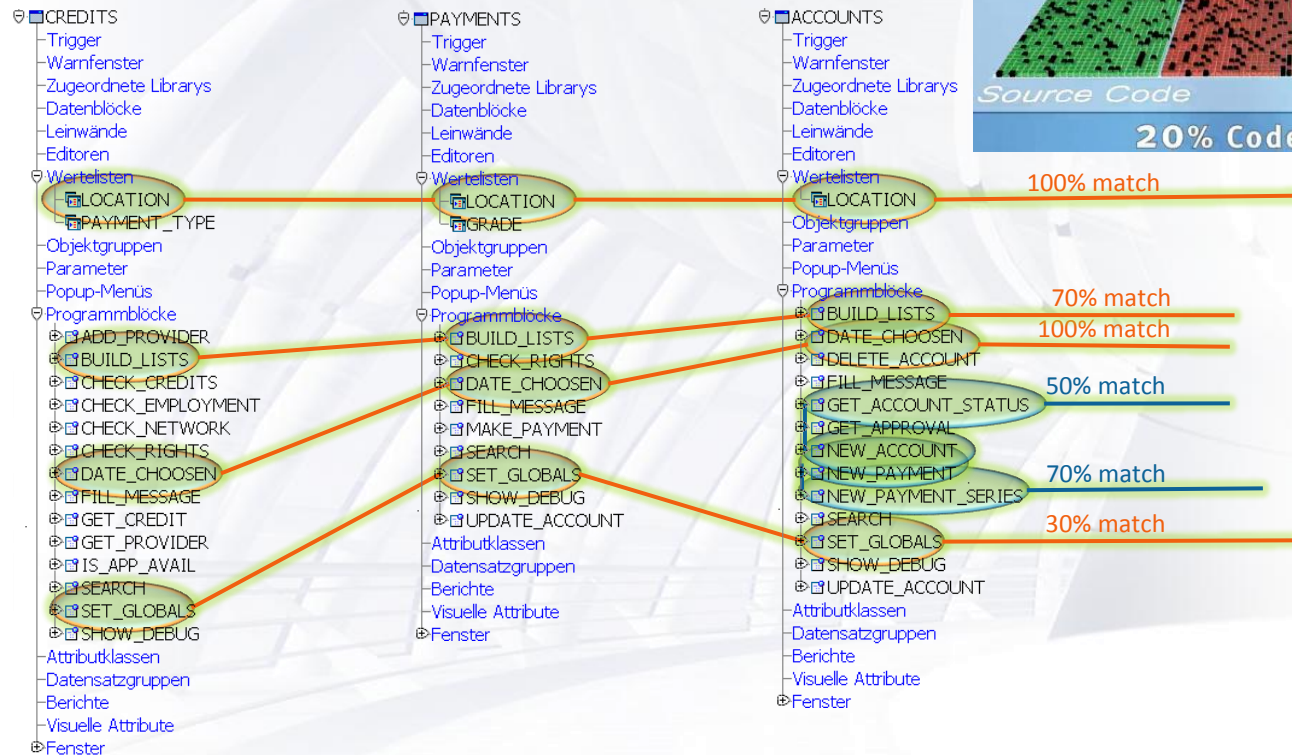 CREDITS
Trigger
Warnfenster
Zugeordnete Librarys
Datenblöcke
Leinwände
Editoren
Wertelisten
LOCATION
PAYMENT_TYPE
Objektgruppen
Parameter
Popup-Menüs
Programmblöcke
ADD_PROVIDER
BUILD_LISTS
CHECK_CREDITS
CHECK_EMPLOYMENT
CHECK_NETWORK
CHECK_RIGHTS
DATE_CHOOSEN
FILL_MESSAGE
GET_CREDIT
GET_PROVIDER
IS_APP_AVAIL
SEARCH
SET_GLOBALS
SHOW_DEBUG
Attributklassen
Datensatzgruppen
Berichte
Visuelle Attribute
Fenster
PAYMENTS
Trigger
Warnfenster
Zugeordnete Librarys
Datenblöcke
Leinwände
Editoren
Wertelisten
LOCATION
GRADE
Objektgruppen
Parameter
Popup-Menüs
Programmblöcke
BUILD_LISTS
CHECK_RIGHTS
DATE_CHOOSEN
FILL_MESSAGE
MAKE_PAYMENT
SEARCH
SET_GLOBALS
SHOW_DEBUG
UPDATE_ACCOUNT
Attributklassen
Datensatzgruppen
Berichte
Visuelle Attribute
Fenster
ACCOUNTS
Trigger
Warnfenster
Zugeordnete Librarys
Datenblöcke
Leinwände
Editoren
Wertelisten
LOCATION
Objektgruppen
Parameter
Popup-Menüs
Programmblöcke
BUILD_LISTS
DATE_CHOOSEN
DELETE_ACCOUNT
FILL_MESSAGE
GET_ACCOUNT_STATUS
GET_APPROVAL
NEW_ACCOUNT
NEW_PAYMENT
NEW_PAYMENT_SERIES
SEARCH
SET_GLOBALS
SHOW_DEBUG
UPDATE_ACCOUNT
Attributklassen
Datensatzgruppen
Berichte
Visuelle Attribute
Fenster
Source Code
20% Code
100% match
70% match
100% match
50% match
70% match
30% match